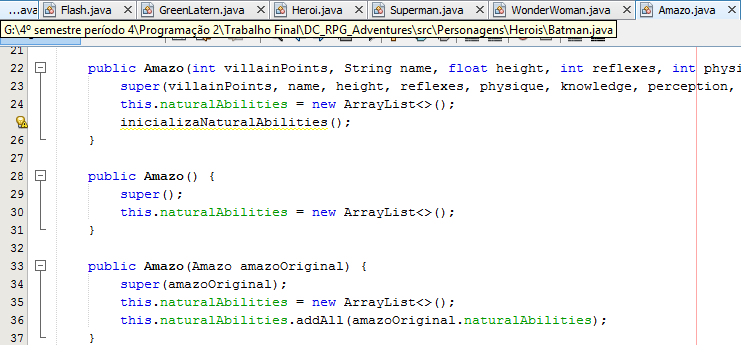 ...ave Flash.java GreenLatern.java Heroi.java Superman.java WonderWoman.java Amazo.java
G:\4º semestre período 4\Programação 2\Trabalho Final\DC_RPG_Adventures\src\Personagens\Herois\Batman.java
21
22 public Amazo(int villainPoints, String name, float height, int reflexes, int physi
23 super(villainPoints, name, height, reflexes, physique, knowledge, perception,
24 this.naturalAbilities = new ArrayList<>();
inicializaNaturalAbilities();
26 }
27
28 public Amazo() {
29 super();
30 this.naturalAbilities = new ArrayList<>();
31 }
32
33 public Amazo(Amazo amazoOriginal) {
34 super(amazoOriginal);
35 this.naturalAbilities = new ArrayList<>();
36 this.naturalAbilities.addAll(amazoOriginal.naturalAbilities);
37 }